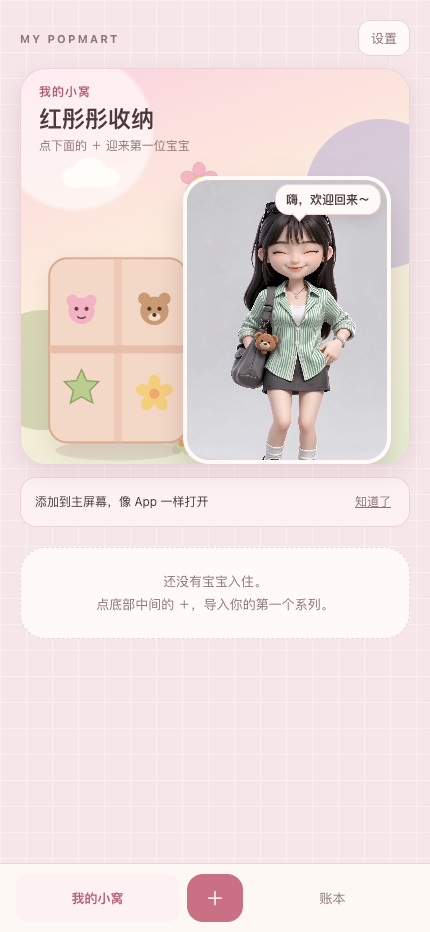 MY POPMART
设置
我的小窝
红彤彤收纳
点下面的 ＋ 迎来第一位宝宝
嗨，欢迎回来～
添加到主屏幕，像 App 一样打开
知道了
还没有宝宝入住。
点底部中间的 ＋，导入你的第一个系列。
我的小窝
＋
账本